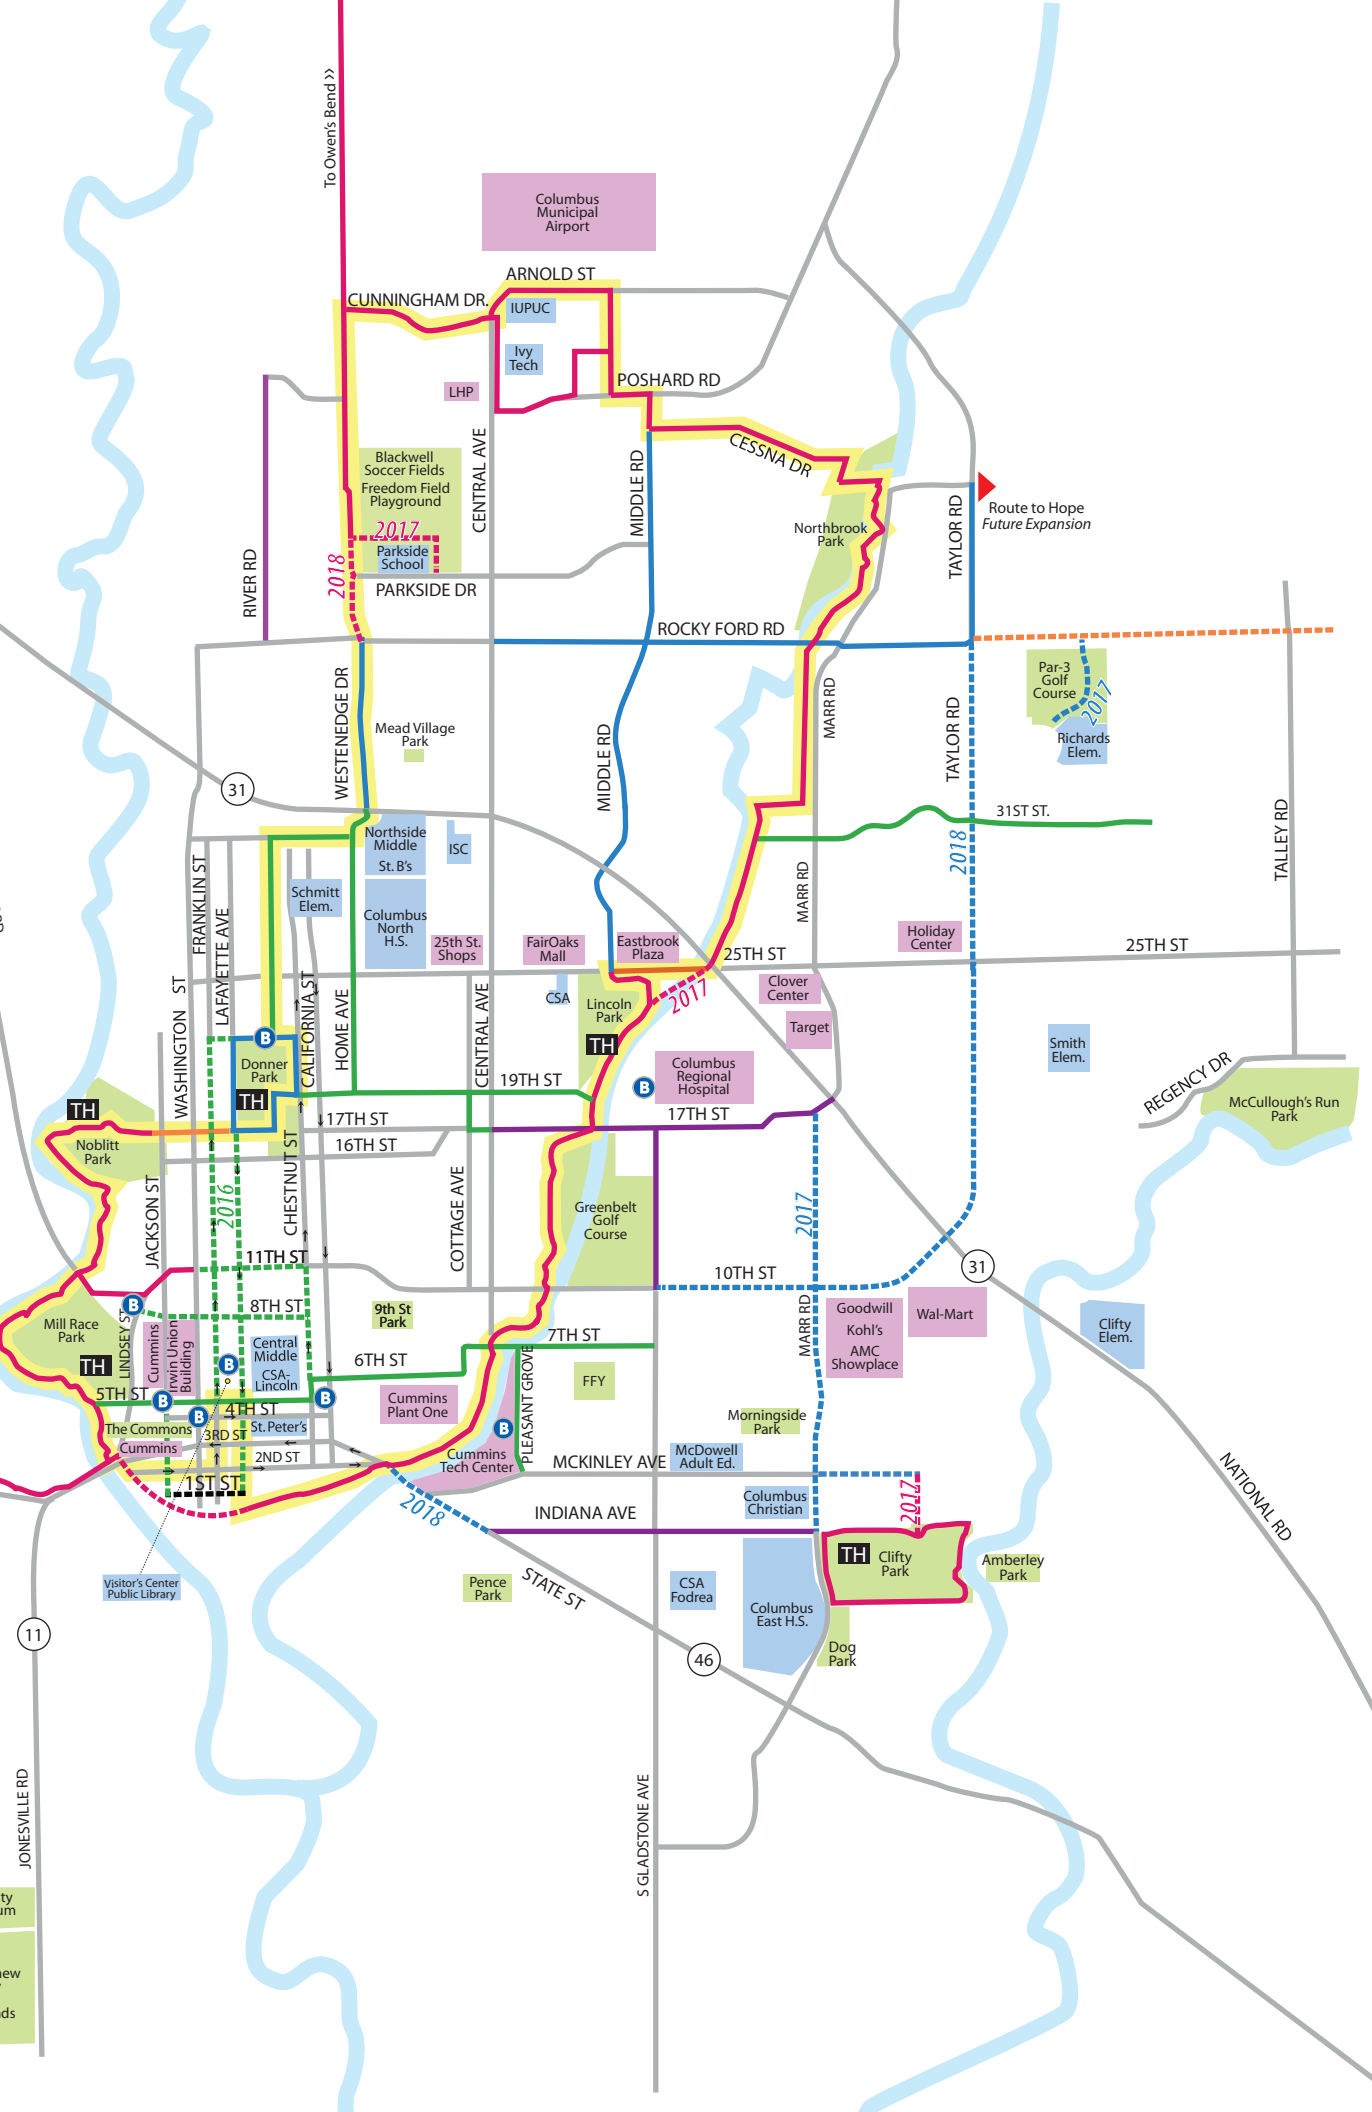 To Owen's Bend >>
Columbus
Municipal
Airport
ARNOLD ST
CUNNINGHAM DR.
IUPUC
Ivy
Tech
LHP
POSHARD RD
CESSNA DR
Blackwell
Soccer Fields
Freedom Field
Playground
CENTRAL AVE
MIDDLE RD
2017
Parkside
School
2018
PARKSIDE DR
RIVER RD
Northbrook
Park
TAYLOR RD
Route to Hope
Future Expansion
ROCKY FORD RD
Par-3
Golf
Course
2017
Richards
Elem.
WESTENEDGE DR
Mead Village
Park
MIDDLE RD
MARR RD
TAYLOR RD
31
31ST ST.
2018
TALLEY RD
Northside
Middle
St. B's
ISC
FRANKLIN ST
LAFAYETTE AVE
Schmitt
Elem.
Columbus
North
H.S.
25th St.
Shops
FairOaks
Mall
Eastbrook
Plaza
MARR RD
Holiday
Center
25TH ST
25TH ST
WASHINGTON ST
CALIFORNIA ST
HOME AVE
CENTRAL AVE
CSA
Lincoln
Park
TH
2017
Clover
Center
Target
B
Donner
Park
TH
19TH ST
B
Columbus
Regional
Hospital
Smith
Elem.
REGENCY DR
McCullough's Run
Park
TH
Noblitt
Park
17TH ST
17TH ST
16TH ST
JACKSON ST
2016
CHESTNUT ST
COTTAGE AVE
Greenbelt
Golf
Course
2017
11TH ST
10TH ST
31
B
8TH ST
9th St
Park
Mill Race
Park
TH
LINDSEY ST
Cummins
Irwin Union
Building
Central
Middle
CSA-
Lincoln
B
7TH ST
6TH ST
MARR RD
Goodwill
Kohl's
AMC
Showplace
Wal-Mart
Clifty
Elem.
5TH ST
B
B
B
4TH ST
Cummins
Plant One
PLEASANT GROVE
FFY
The Commons
3RD ST
St. Peter's
B
Morningside
Park
Cummins
2ND ST
Cummins
Tech Center
MCKINLEY AVE
McDowell
Adult Ed.
1ST ST
2018
INDIANA AVE
Columbus
Christian
2017
NATIONAL RD
TH
Clifty
Park
Amberley
Park
Visitor's Center
Public Library
Pence
Park
STATE ST
CSA
Fodrea
Columbus
East H.S.
Dog
Park
11
46
JONESVILLE RD
S GLADSTONE AVE
ty
um
new
ds